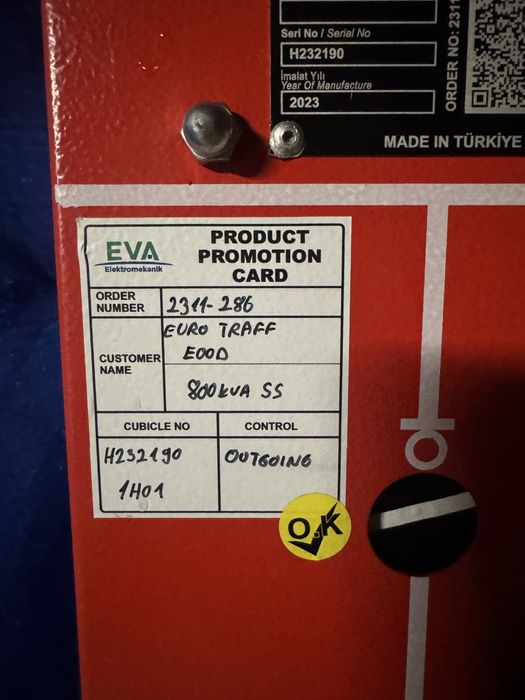 Seri No / Serial No
H232190
İmalat Yılı
Year Of Manufacture
2023
ORDER NO: 2311
MADE IN TÜRKİYE
EVA
Elektromekanik
PRODUCT
PROMOTION
CARD
ORDER
NUMBER
2311-286
CUSTOMER
NAME
EURO TRAFF
EOOD
800kVA SS
CUBICLE NO
CONTROL
H232190
1H01
OUTGOING
O.K